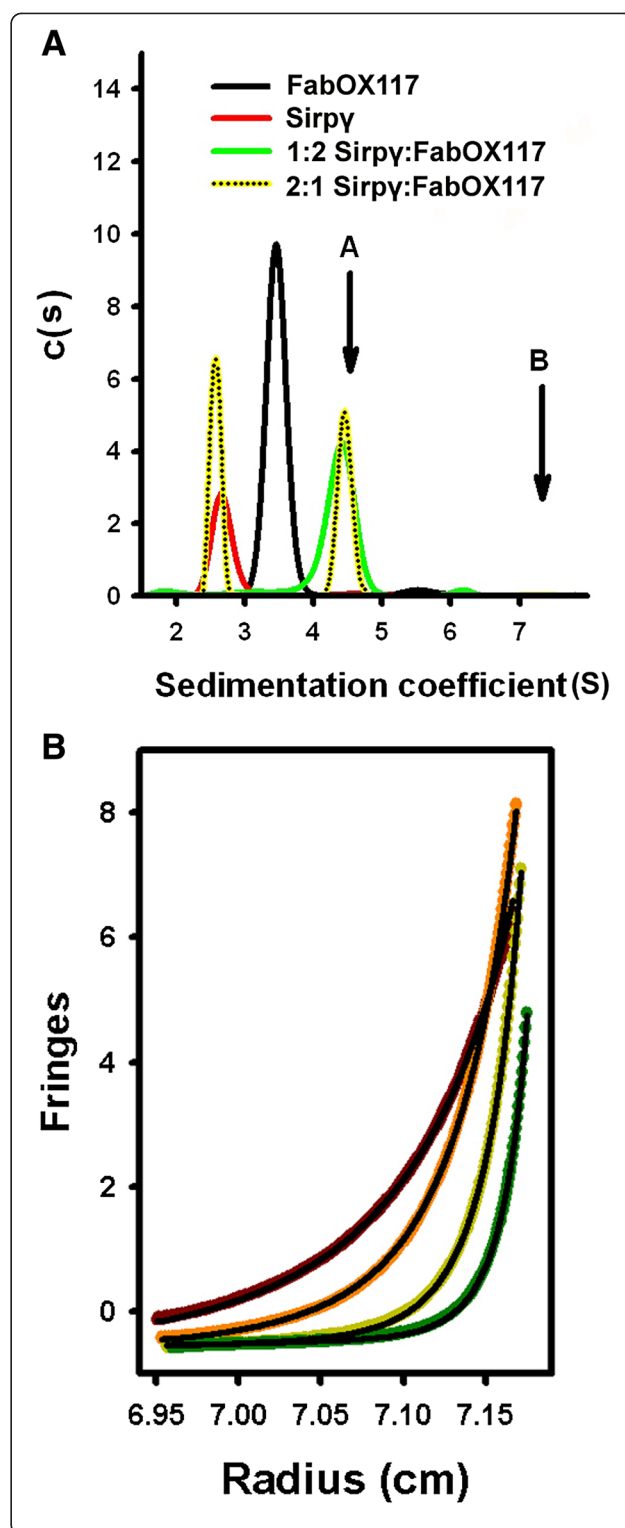 A
FabOX117
Sirpγ
1:2 Sirpγ:FabOX117
2:1 Sirpγ:FabOX117
A
B
c(s)
14
12
10
8
6
4
2
0
2 3 4 5 6 7
Sedimentation coefficient(S)
B
Fringes
8
6
4
2
0
6.95 7.00 7.05 7.10 7.15
Radius (cm)